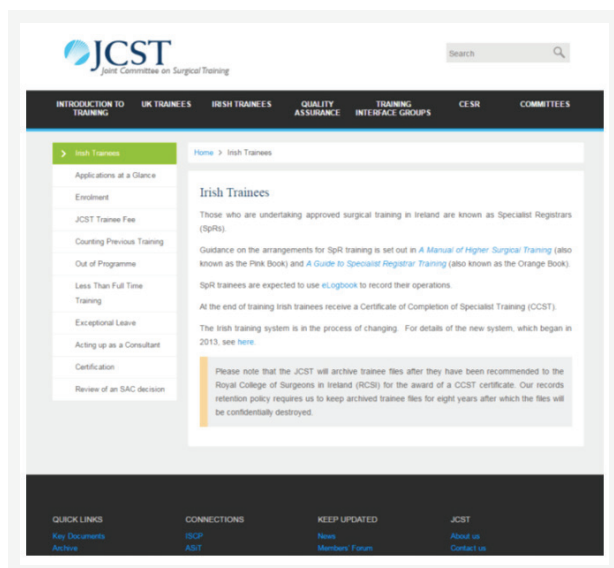 JCST
Joint Committee on Surgical Training
Search
INTRODUCTION TO TRAINING
UK TRAINEES
IRISH TRAINEES
QUALITY ASSURANCE
TRAINING INTERFACE GROUPS
CESR
COMMITTEES
Irish Trainees
Applications at a Glance
Enrolment
JCST Trainee Fee
Counting Previous Training
Out of Programme
Less Than Full Time
Training
Exceptional Leave
Acting up as a Consultant
Certification
Review of an SAC decision
Home > Irish Trainees
Irish Trainees
Those who are undertaking approved surgical training in Ireland are known as Specialist Registrars
(SpRs).
Guidance on the arrangements for SpR training is set out in A Manual of Higher Surgical Training (also
known as the Pink Book) and A Guide to Specialist Registrar Training (also known as the Orange Book).
SpR trainees are expected to use eLogbook to record their operations.
At the end of training Irish trainees receive a Certificate of Completion of Specialist Training (CCST).
The Irish training system is in the process of changing. For details of the new system, which began in
2013, see here.
Please note that the JCST will archive trainee files after they have been recommended to the
Royal College of Surgeons in Ireland (RCSI) for the award of a CCST certificate. Our records
retention policy requires us to keep archived trainee files for eight years after which the files will
be confidentially destroyed.
QUICK LINKS
Key Documents
Archive
CONNECTIONS
ISCP
ASiT
KEEP UPDATED
News
Members' Forum
JCST
About us
Contact us